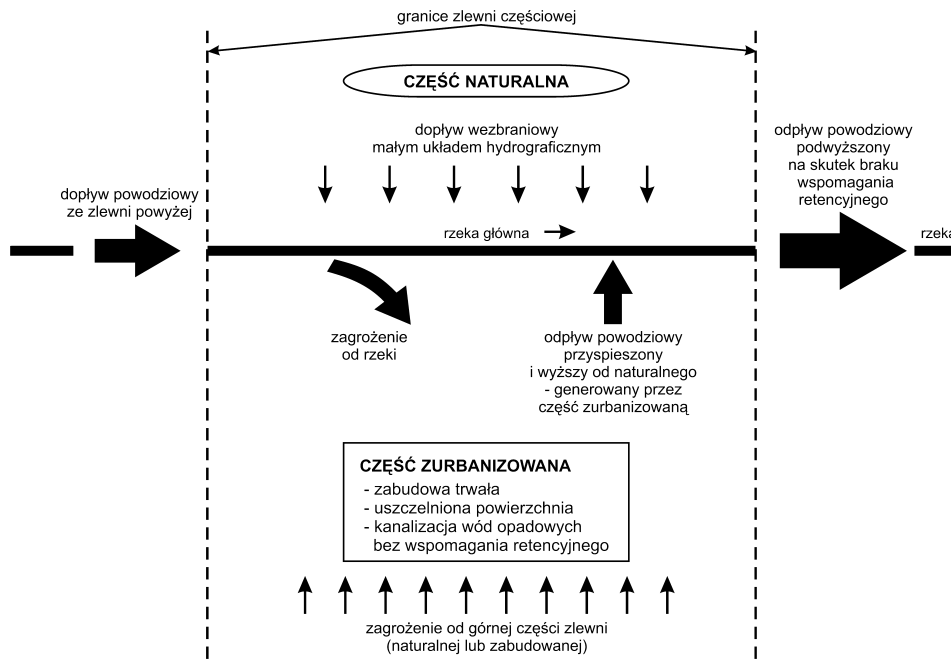 granice zlewni częściowej
CZĘŚĆ NATURALNA
dopływ wezbraniowy
małym układem hydrograficznym
odpływ powodziowy
podwyższony
na skutek braku
wspomagania
retencyjnego
dopływ powodziowy
ze zlewni powyżej
rzeka główna
rzeka
zagrożenie
od rzeki
odpływ powodziowy
przyspieszony
i wyższy od naturalnego
- generowany przez
część zurbanizowaną
CZĘŚĆ ZURBANIZOWANA
- zabudowa trwała
- uszczelniona powierzchnia
- kanalizacja wód opadowych
bez wspomagania retencyjnego
zagrożenie od górnej części zlewni
(naturalnej lub zabudowanej)